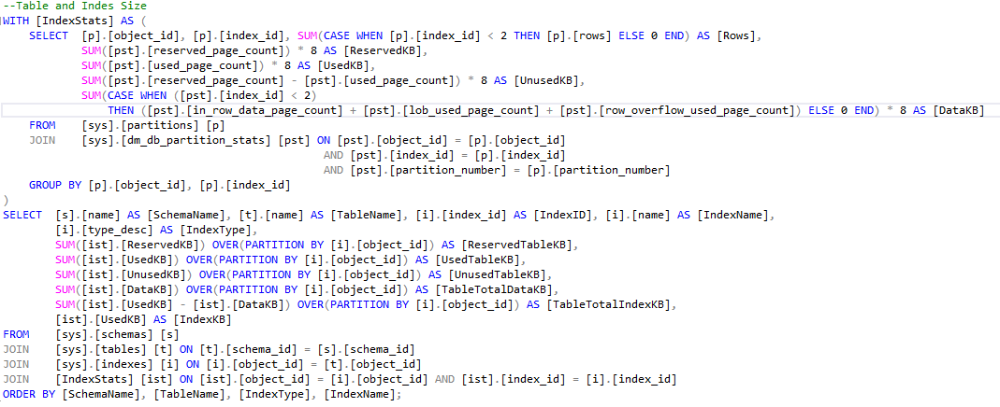 --Table and Indes Size
WITH [IndexStats] AS (
    SELECT  [p].[object_id], [p].[index_id], SUM(CASE WHEN [p].[index_id] < 2 THEN [p].[rows] ELSE 0 END) AS [Rows],
            SUM([pst].[reserved_page_count]) * 8 AS [ReservedKB],
            SUM([pst].[used_page_count]) * 8 AS [UsedKB],
            SUM([pst].[reserved_page_count] - [pst].[used_page_count]) * 8 AS [UnusedKB],
            SUM(CASE WHEN ([pst].[index_id] < 2)
                THEN ([pst].[in_row_data_page_count] + [pst].[lob_used_page_count] + [pst].[row_overflow_used_page_count]) ELSE 0 END) * 8 AS [DataKB]
    FROM    [sys].[partitions] [p]
    JOIN    [sys].[dm_db_partition_stats] [pst] ON [pst].[object_id] = [p].[object_id]
                                                 AND [pst].[index_id] = [p].[index_id]
                                                 AND [pst].[partition_number] = [p].[partition_number]
    GROUP BY [p].[object_id], [p].[index_id]
)
SELECT  [s].[name] AS [SchemaName], [t].[name] AS [TableName], [i].[index_id] AS [IndexID], [i].[name] AS [IndexName],
        [i].[type_desc] AS [IndexType],
        SUM([ist].[ReservedKB]) OVER(PARTITION BY [i].[object_id]) AS [ReservedTableKB],
        SUM([ist].[UsedKB]) OVER(PARTITION BY [i].[object_id]) AS [UsedTableKB],
        SUM([ist].[UnusedKB]) OVER(PARTITION BY [i].[object_id]) AS [UnusedTableKB],
        SUM([ist].[DataKB]) OVER(PARTITION BY [i].[object_id]) AS [TableTotalDataKB],
        SUM([ist].[UsedKB] - [ist].[DataKB]) OVER(PARTITION BY [i].[object_id]) AS [TableTotalIndexKB],
        [ist].[UsedKB] AS [IndexKB]
FROM    [sys].[schemas] [s]
JOIN    [sys].[tables] [t] ON [t].[schema_id] = [s].[schema_id]
JOIN    [sys].[indexes] [i] ON [i].[object_id] = [t].[object_id]
JOIN    [IndexStats] [ist] ON [ist].[object_id] = [i].[object_id] AND [ist].[index_id] = [i].[index_id]
ORDER BY [SchemaName], [TableName], [IndexType], [IndexName];